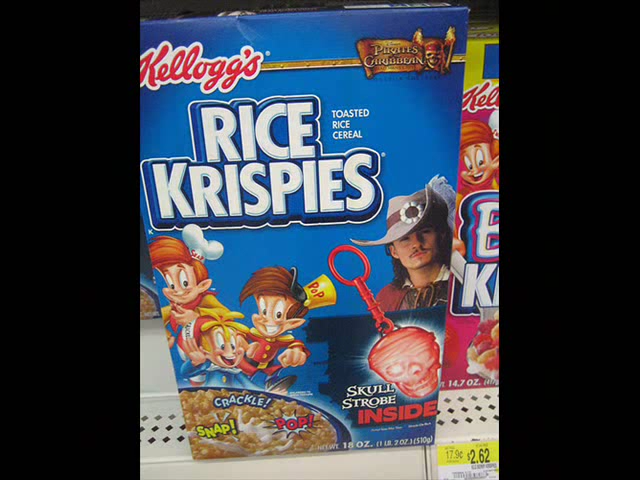 Kellogg's
PIRATES
CARIBBEAN
RICE
KRISPIES
TOASTED
RICE
CEREAL
Kell
K
POP
SKULL
STROBE
INSIDE
CRACKLE!
SNAP!
POP!
NET WT. 18 OZ. (1 LB. 2 OZ.) (510g)
14.7 OZ.
17.9¢
$2.62